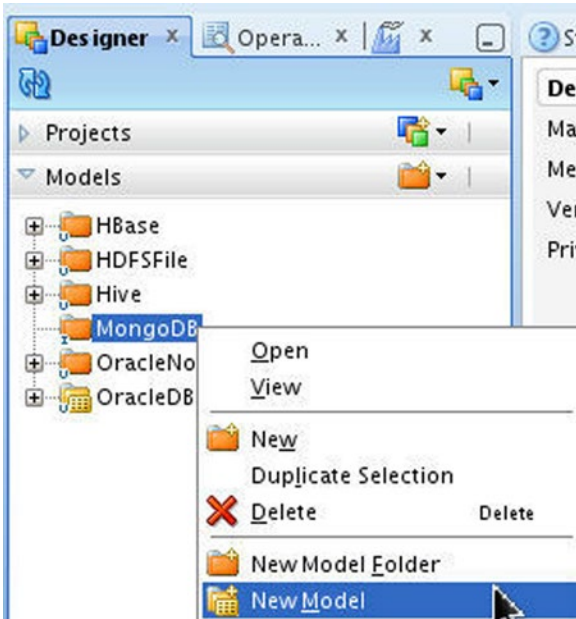 Designer
Opera...
St
De
Projects
Ma
Models
Me
Ver
HBase
Pri
HDFSFile
Hive
MongoDB
OracleNo
OracleDB
Open
View
New
Duplicate Selection
Delete Delete
New Model Folder
New Model